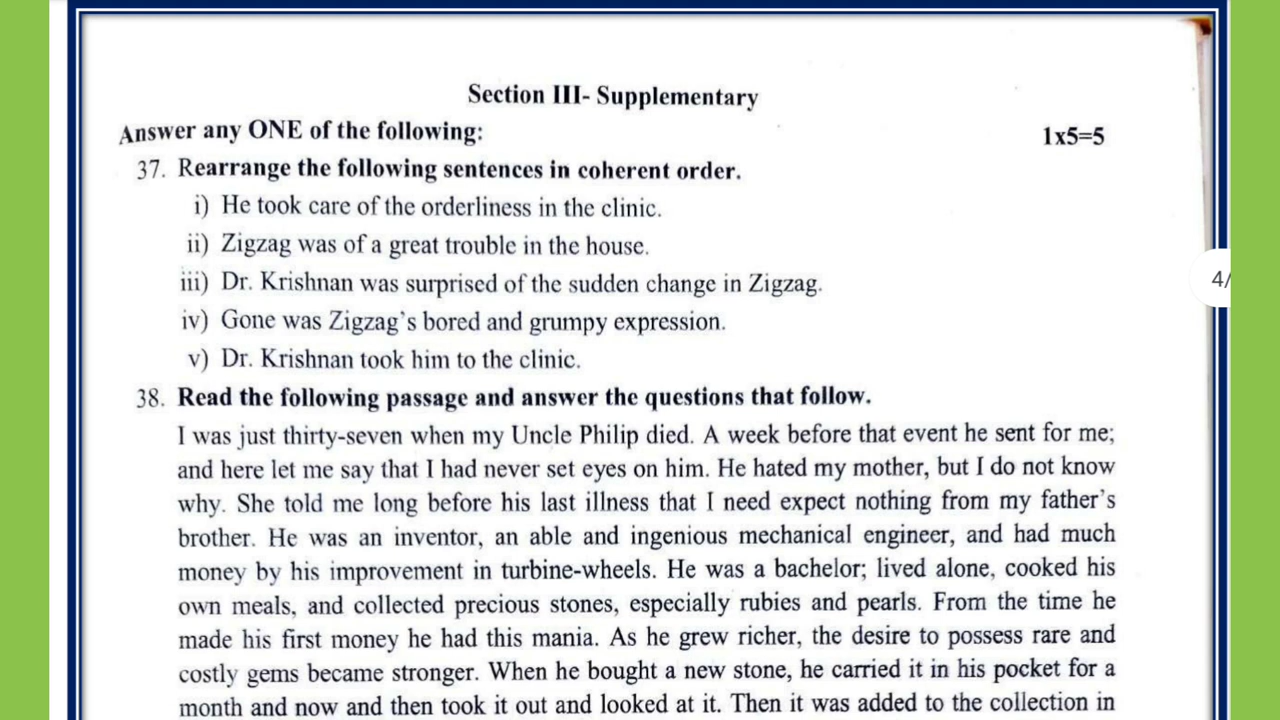 Section III- Supplementary
Answer any ONE of the following: 1x5=5
37. Rearrange the following sentences in coherent order.
i) He took care of the orderliness in the clinic.
ii) Zigzag was of a great trouble in the house.
iii) Dr. Krishnan was surprised of the sudden change in Zigzag.
iv) Gone was Zigzag's bored and grumpy expression.
v) Dr. Krishnan took him to the clinic.
38. Read the following passage and answer the questions that follow.
I was just thirty-seven when my Uncle Philip died. A week before that event he sent for me;
and here let me say that I had never set eyes on him. He hated my mother, but I do not know
why. She told me long before his last illness that I need expect nothing from my father's
brother. He was an inventor, an able and ingenious mechanical engineer, and had much
money by his improvement in turbine-wheels. He was a bachelor; lived alone, cooked his
own meals, and collected precious stones, especially rubies and pearls. From the time he
made his first money he had this mania. As he grew richer, the desire to possess rare and
costly gems became stronger. When he bought a new stone, he carried it in his pocket for a
month and now and then took it out and looked at it. Then it was added to the collection in
4/